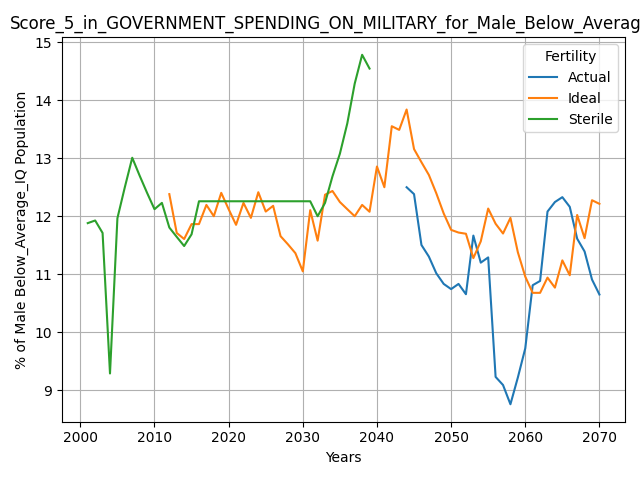 Score_5_in_GOVERNMENT_SPENDING_ON_MILITARY_for_Male_Below_Averag
15
14
13
12
11
10
9
% of Male Below_Average_IQ Population
Fertility
Actual
Ideal
Sterile
2000 2010 2020 2030 2040 2050 2060 2070
Years